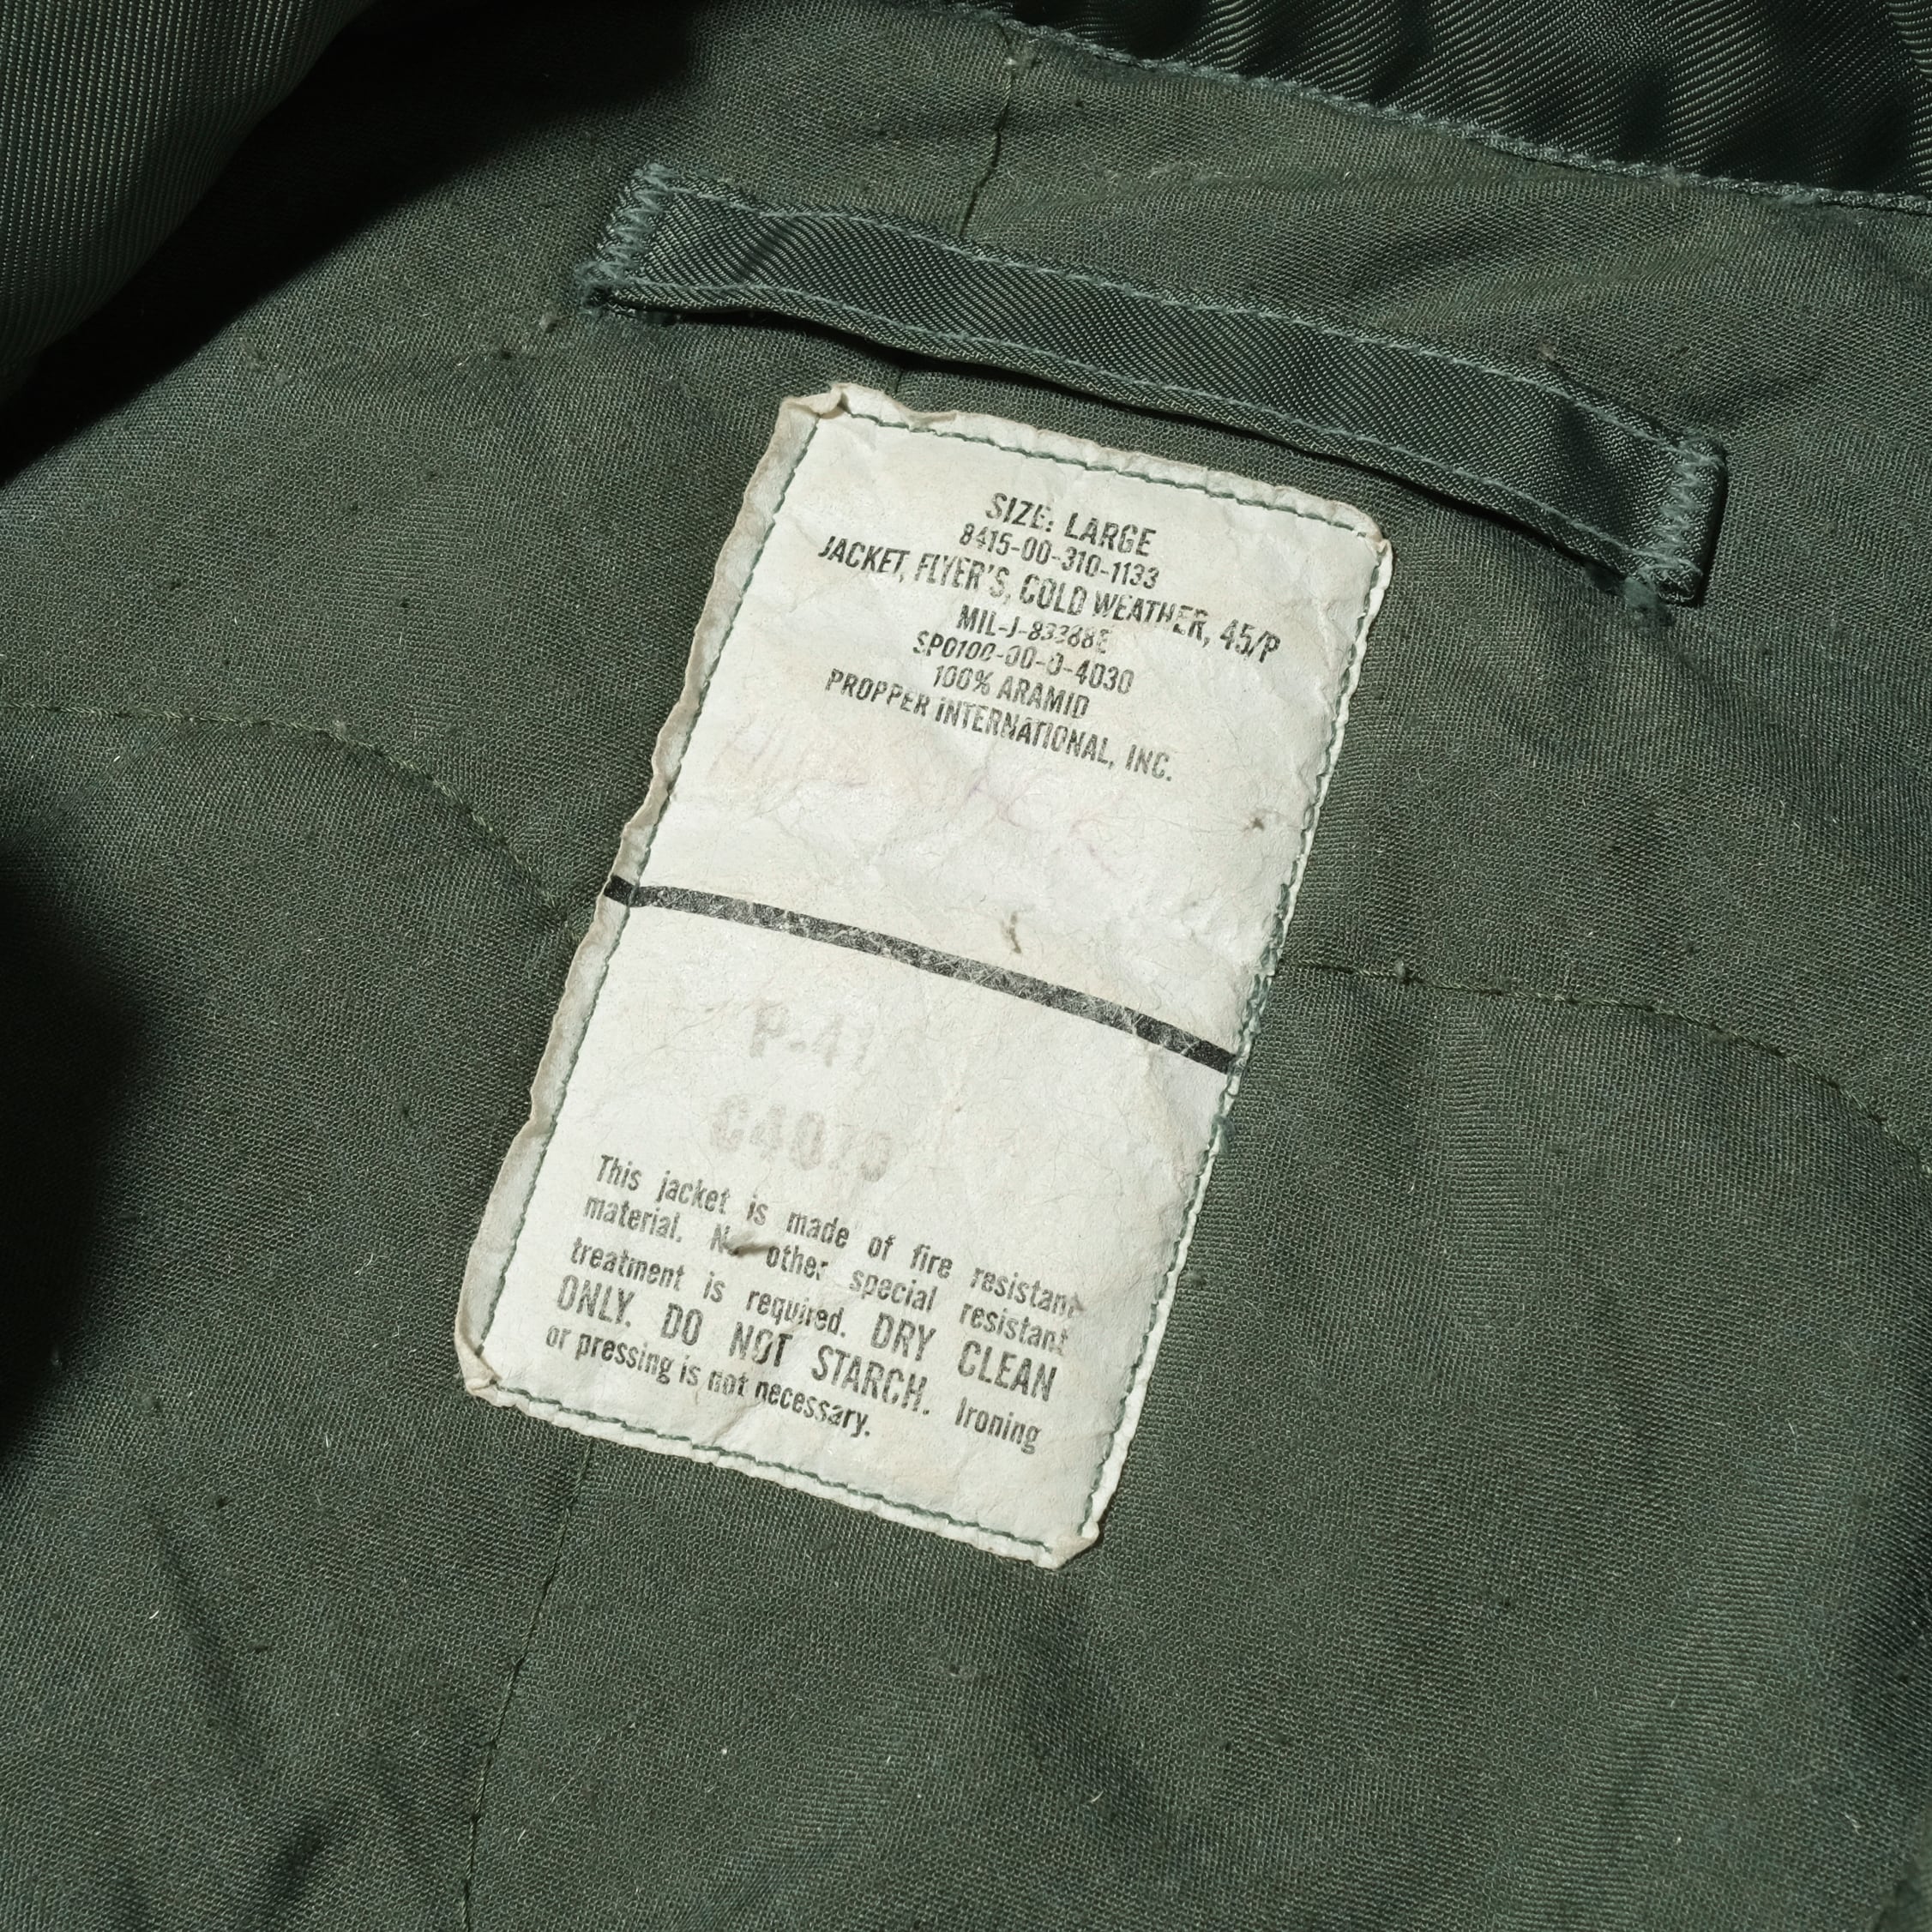 SIZE: LARGE
8415-00-310-1133
JACKET, FLYER'S, COLD WEATHER, 45/P
MIL-J-83388E
SP0100-00-D-4030
100% ARAMID
PROPPER INTERNATIONAL, INC.
P-41
This jacket is made of fire resistant
material. No other special resistant
treatment is required. DRY CLEAN
ONLY. DO NOT STARCH. Ironing
or pressing is not necessary.